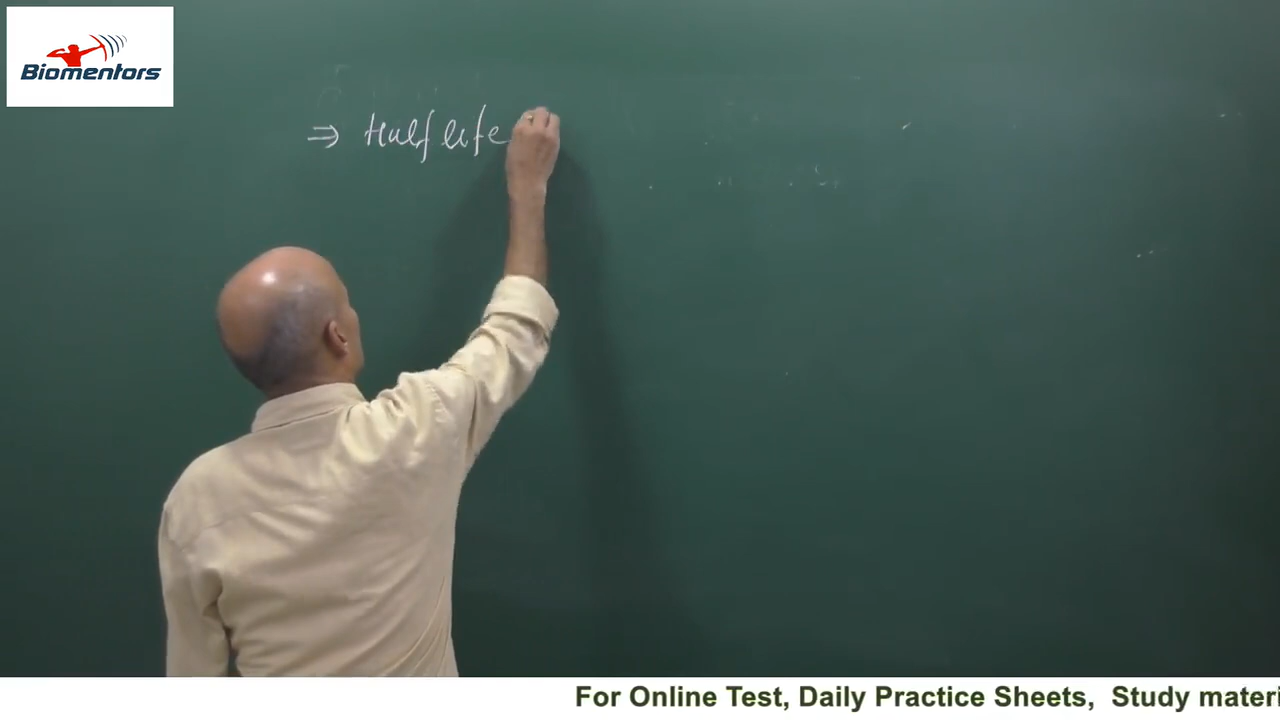 Biomentors
⇒ Half life
For Online Test, Daily Practice Sheets, Study materi